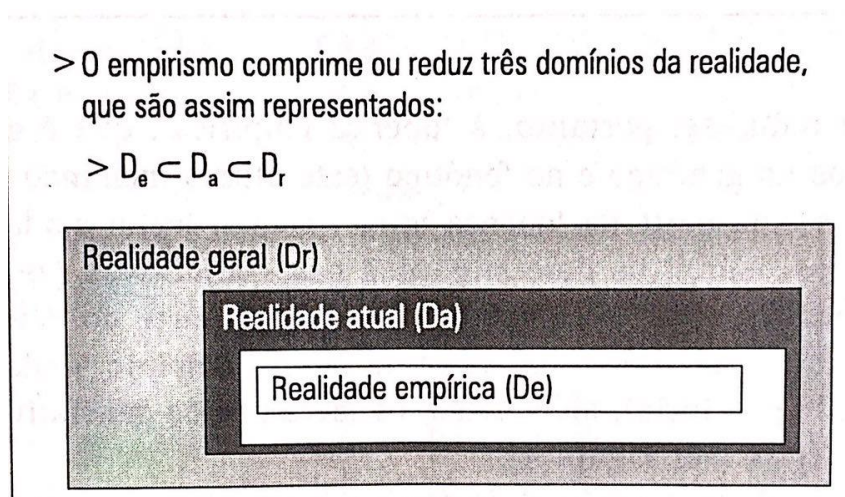 > O empirismo comprime ou reduz três domínios da realidade,
que são assim representados:
> Dₑ ⊂ Dₐ ⊂ Dᵣ
Realidade geral (Dr)
Realidade atual (Da)
Realidade empírica (De)